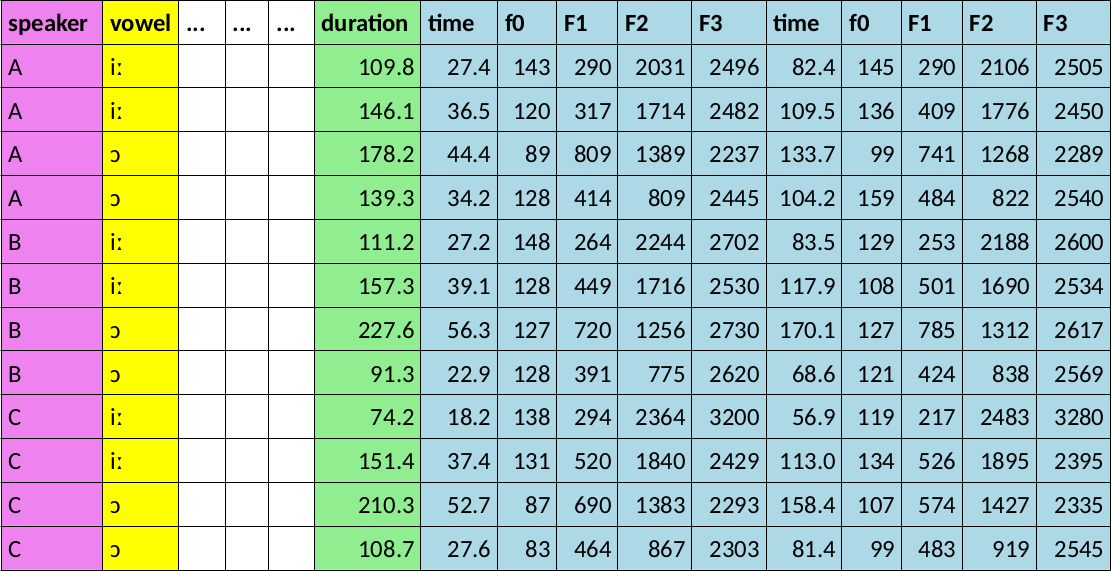 speaker vowel ... ... ... duration time f0 F1 F2 F3 time f0 F1 F2 F3
A iː 109.8 27.4 143 290 2031 2496 82.4 145 290 2106 2505
A iː 146.1 36.5 120 317 1714 2482 109.5 136 409 1776 2450
A ɔ 178.2 44.4 89 809 1389 2237 133.7 99 741 1268 2289
A ɔ 139.3 34.2 128 414 809 2445 104.2 159 484 822 2540
B iː 111.2 27.2 148 264 2244 2702 83.5 129 253 2188 2600
B iː 157.3 39.1 128 449 1716 2530 117.9 108 501 1690 2534
B ɔ 227.6 56.3 127 720 1256 2730 170.1 127 785 1312 2617
B ɔ 91.3 22.9 128 391 775 2620 68.6 121 424 838 2569
C iː 74.2 18.2 138 294 2364 3200 56.9 119 217 2483 3280
C iː 151.4 37.4 131 520 1840 2429 113.0 134 526 1895 2395
C ɔ 210.3 52.7 87 690 1383 2293 158.4 107 574 1427 2335
C ɔ 108.7 27.6 83 464 867 2303 81.4 99 483 919 2545